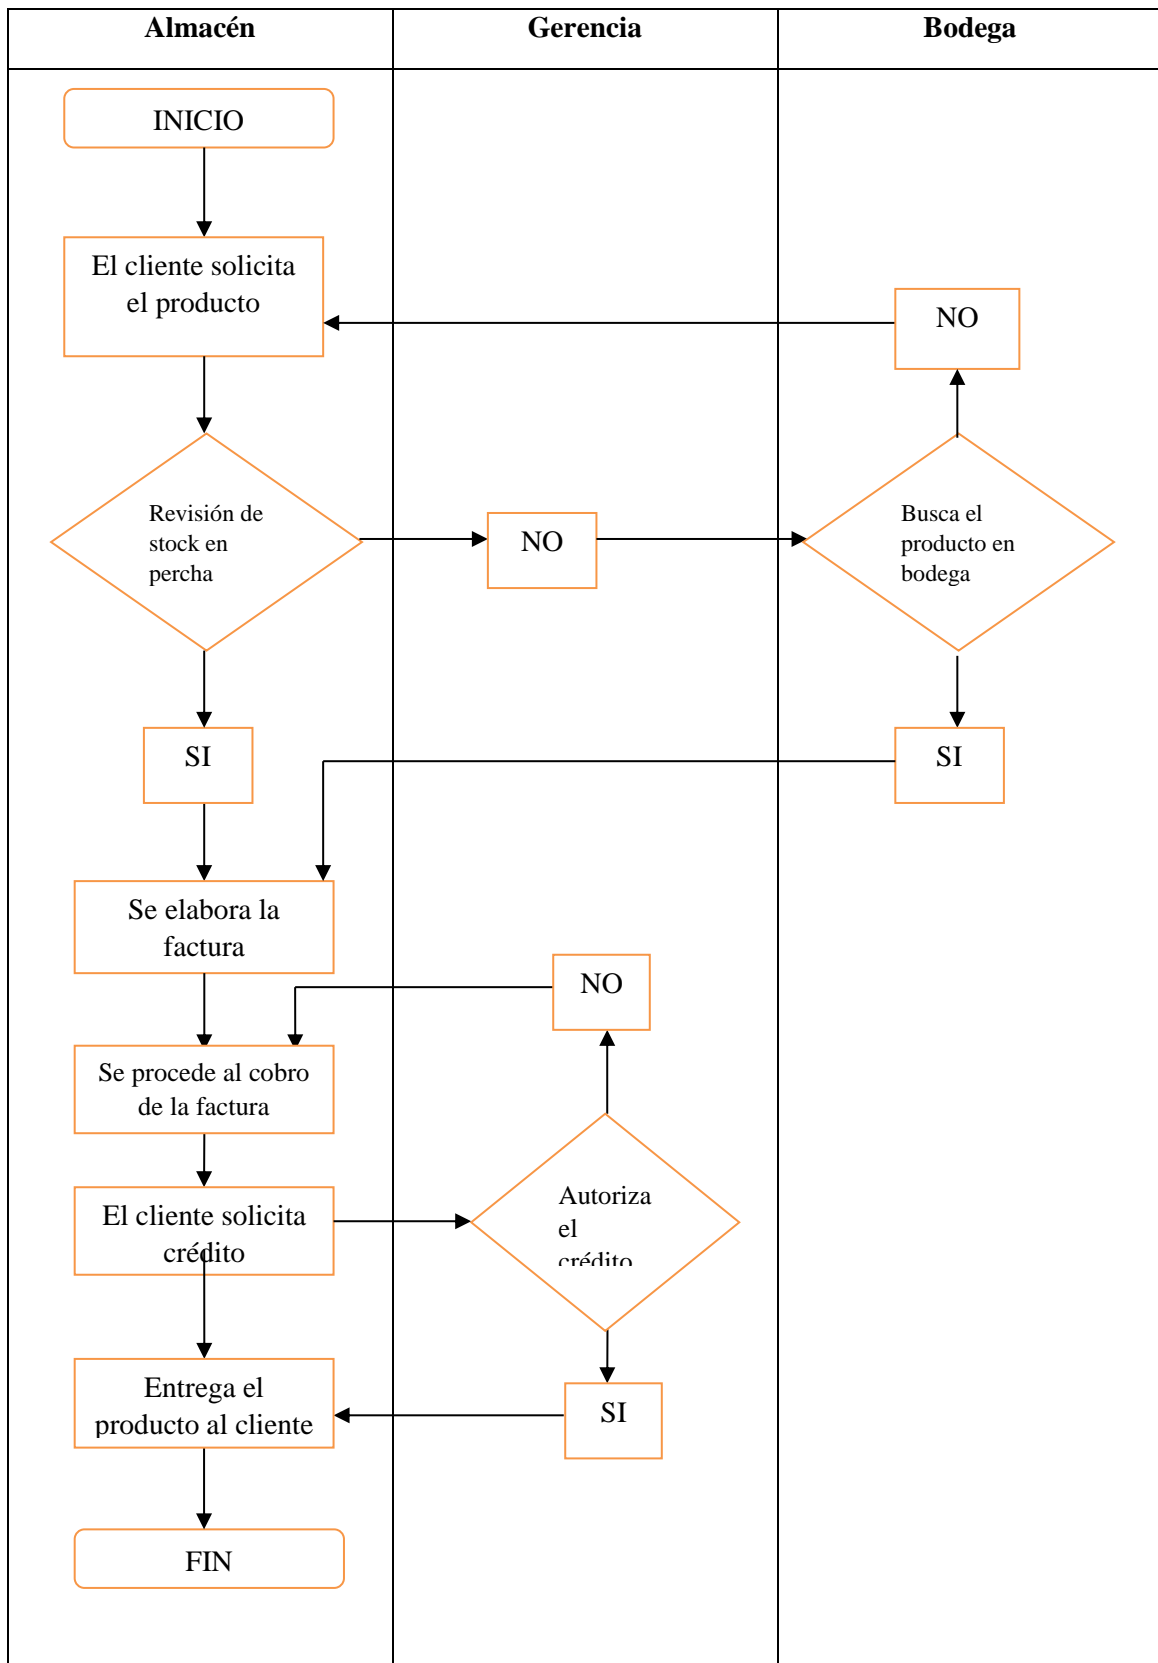 Almacén Gerencia Bodega
INICIO
El cliente solicita
el producto
NO
Revisión de
stock en
percha
NO
Busca el
producto en
bodega
SI
SI
Se elabora la
factura
NO
Se procede al cobro
de la factura
El cliente solicita
crédito
Autoriza
el
crédito
Entrega el
producto al cliente
SI
FIN